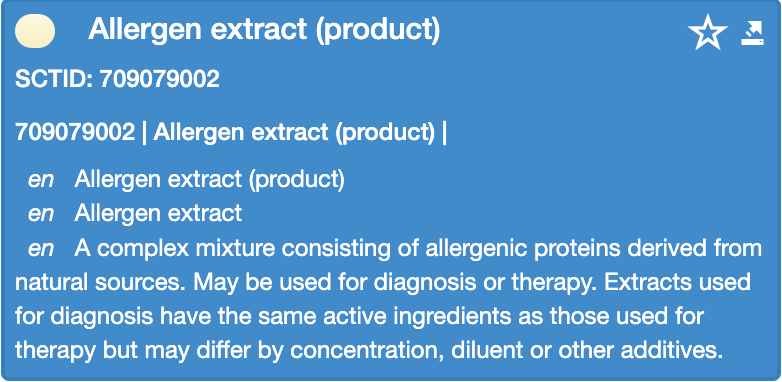 Allergen extract (product)
SCTID: 709079002
709079002 | Allergen extract (product) |
en Allergen extract (product)
en Allergen extract
en A complex mixture consisting of allergenic proteins derived from
natural sources. May be used for diagnosis or therapy. Extracts used
for diagnosis have the same active ingredients as those used for
therapy but may differ by concentration, diluent or other additives.